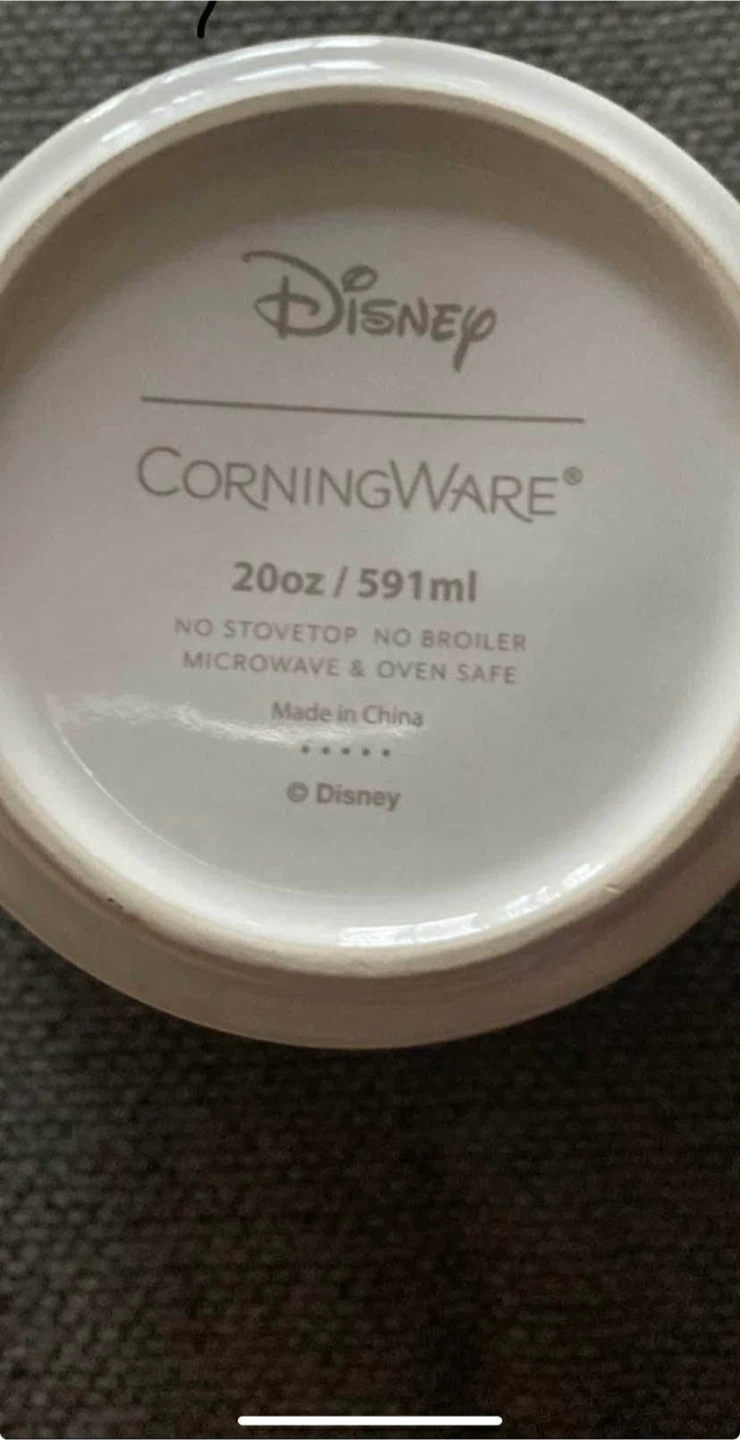 Disney
CORNINGWARE®
20oz / 591ml
NO STOVETOP NO BROILER
MICROWAVE & OVEN SAFE
Made in China
• • • • •
© Disney